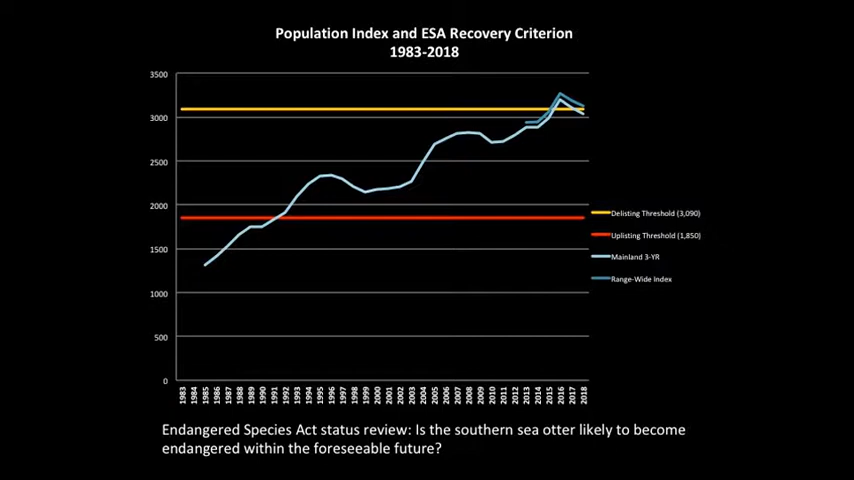 Population Index and ESA Recovery Criterion
1983-2018
3500
3000
2500
2000
1500
1000
500
0
Delisting Threshold (3,090)
Uplisting Threshold (1,850)
Mainland 3-YR
Range-Wide Index
1983 1984 1985 1986 1987 1988 1989 1990 1991 1992 1993 1994 1995 1996 1997 1998 1999 2000 2001 2002 2003 2004 2005 2006 2007 2008 2009 2010 2011 2012 2013 2014 2015 2016 2017 2018
Endangered Species Act status review: Is the southern sea otter likely to become
endangered within the foreseeable future?